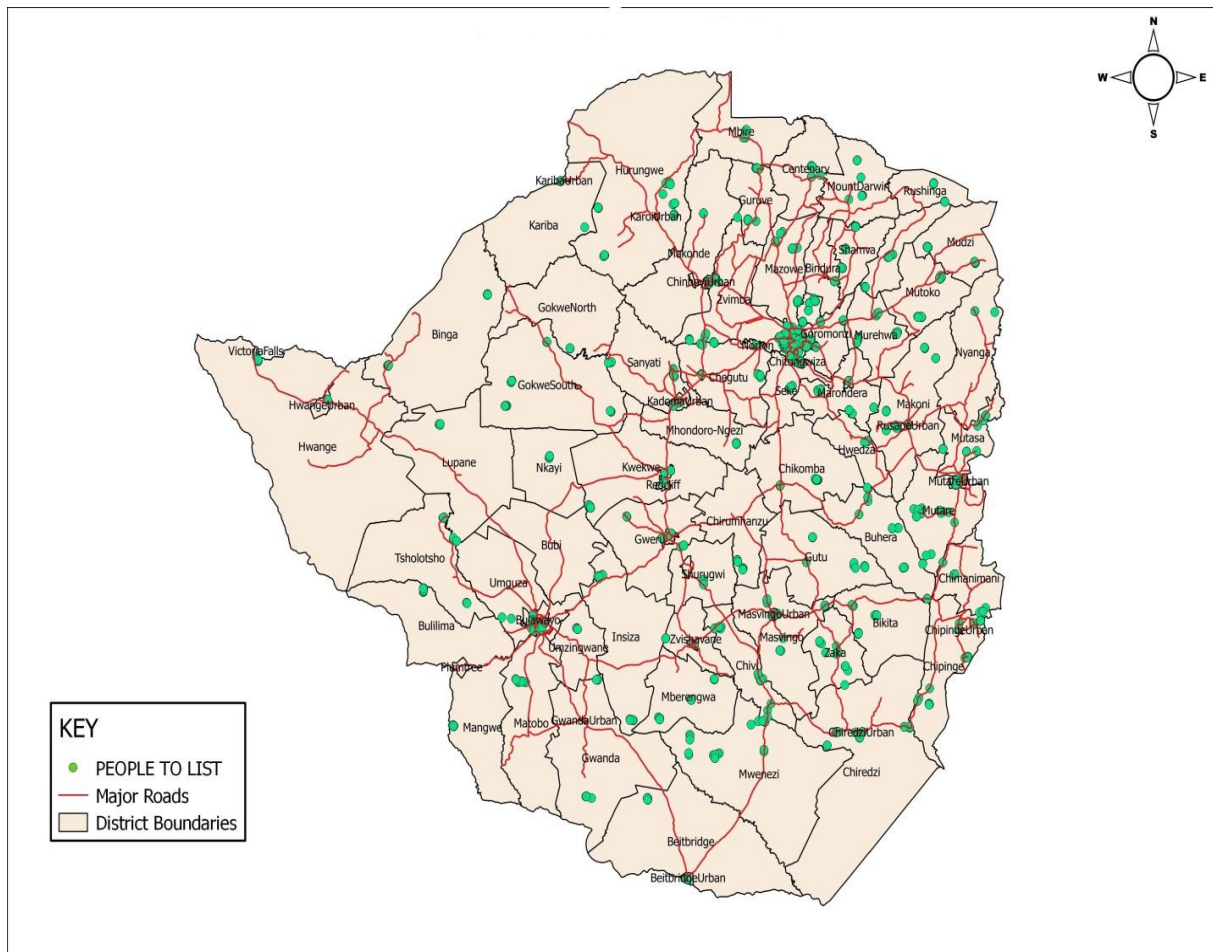 N
W
E
S
Mbire
Hurungwe
Centenary
KaribaUrban
MountDarwin
Rushinga
Guruve
KaroiUrban
Kariba
Mudzi
Makonde
Shamva
Mazowe
Bindura
ChinhoyiUrban
Mutoko
Zvimba
GokweNorth
Binga
Goromonzi
Murehwa
VictoriaFalls
Norton
Nyanga
Sanyati
Chitungwiza
Chegutu
GokweSouth
Seke
Marondera
HwangeUrban
KadomaUrban
Makoni
RusapeUrban
Mhondoro-Ngezi
Mutasa
Hwange
Hwedza
Lupane
Nkayi
Kwekwe
Chikomba
Redcliff
MutareUrban
Mutare
Chirumhanzu
Gweru
Buhera
Bubi
Tsholotsho
Gutu
Umguza
Shurugwi
Chimanimani
MasvingoUrban
Bulilima
Bulawayo
Bikita
ChipingeUrban
Insiza
Zvishavane
Masvingo
Umzingwane
Zaka
Plumtree
Chivi
Chipinge
Mberengwa
Mangwe
Matobo
GwandaUrban
ChiredziUrban
Gwanda
Mwenezi
Chiredzi
Beitbridge
BeitbridgeUrban
KEY
PEOPLE TO LIST
Major Roads
District Boundaries